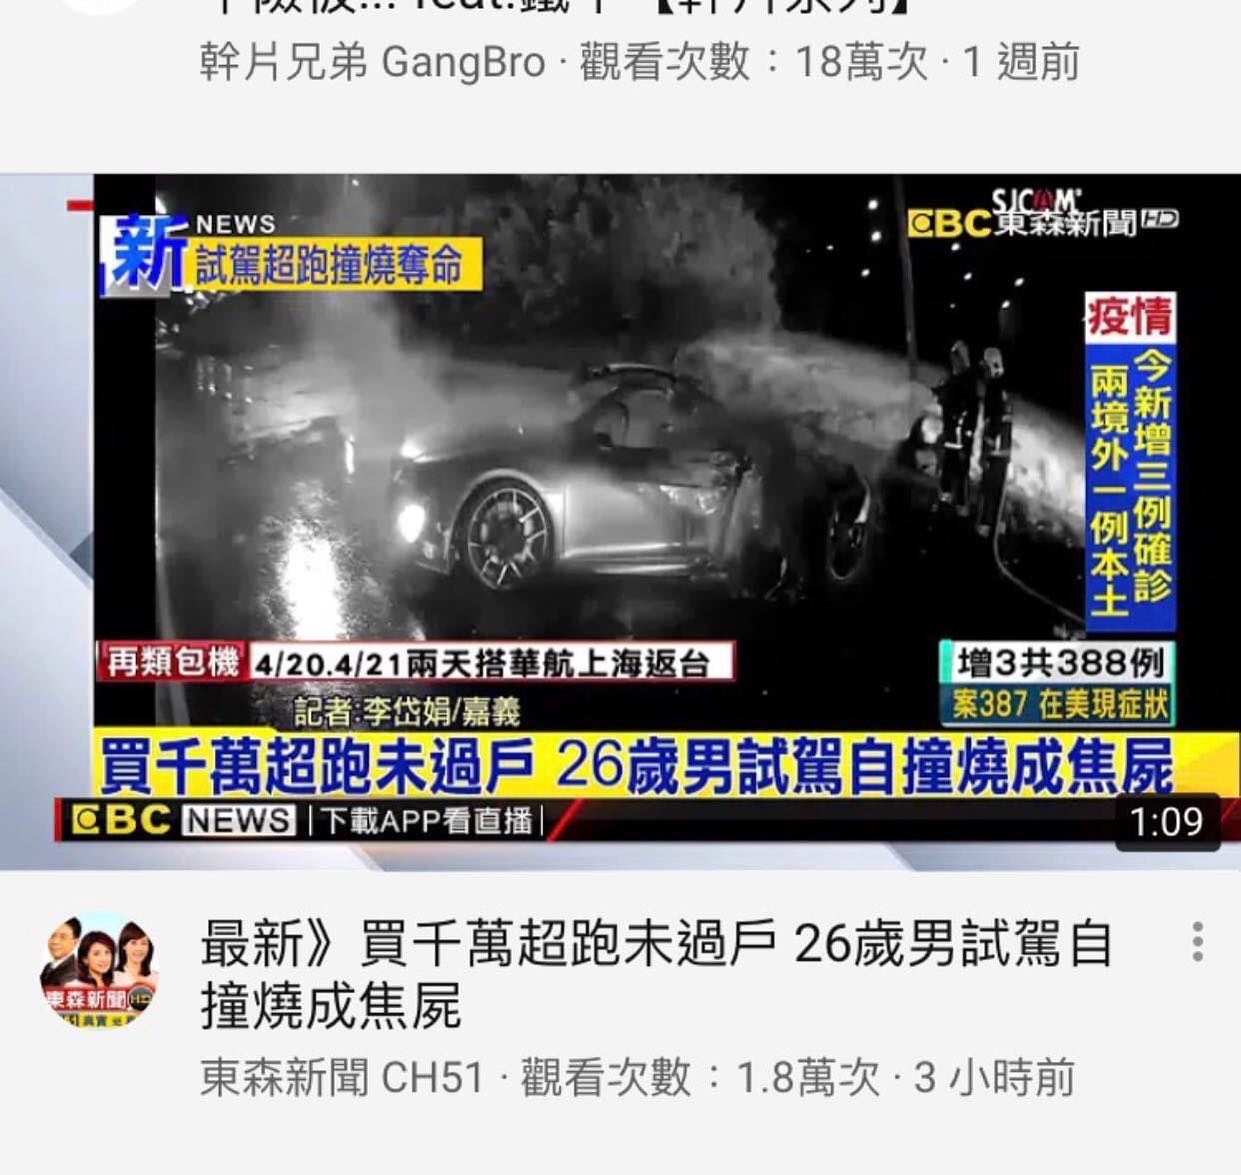 幹片兄弟 GangBro · 觀看次數：18萬次 · 1 週前
新 NEWS
試駕超跑撞燒奪命
SJCAM
EBC 東森新聞 HD
疫情
今新增三例確診
兩境外一例本土
再類包機 4/20.4/21兩天搭華航上海返台
增3共388例
案387 在美現症狀
記者:李岱娟/嘉義
買千萬超跑未過戶 26歲男試駕自撞燒成焦屍
EBC NEWS | 下載APP看直播 |
1:09
東森新聞 HD
最新》買千萬超跑未過戶 26歲男試駕自
撞燒成焦屍
東森新聞 CH51 · 觀看次數：1.8萬次 · 3 小時前